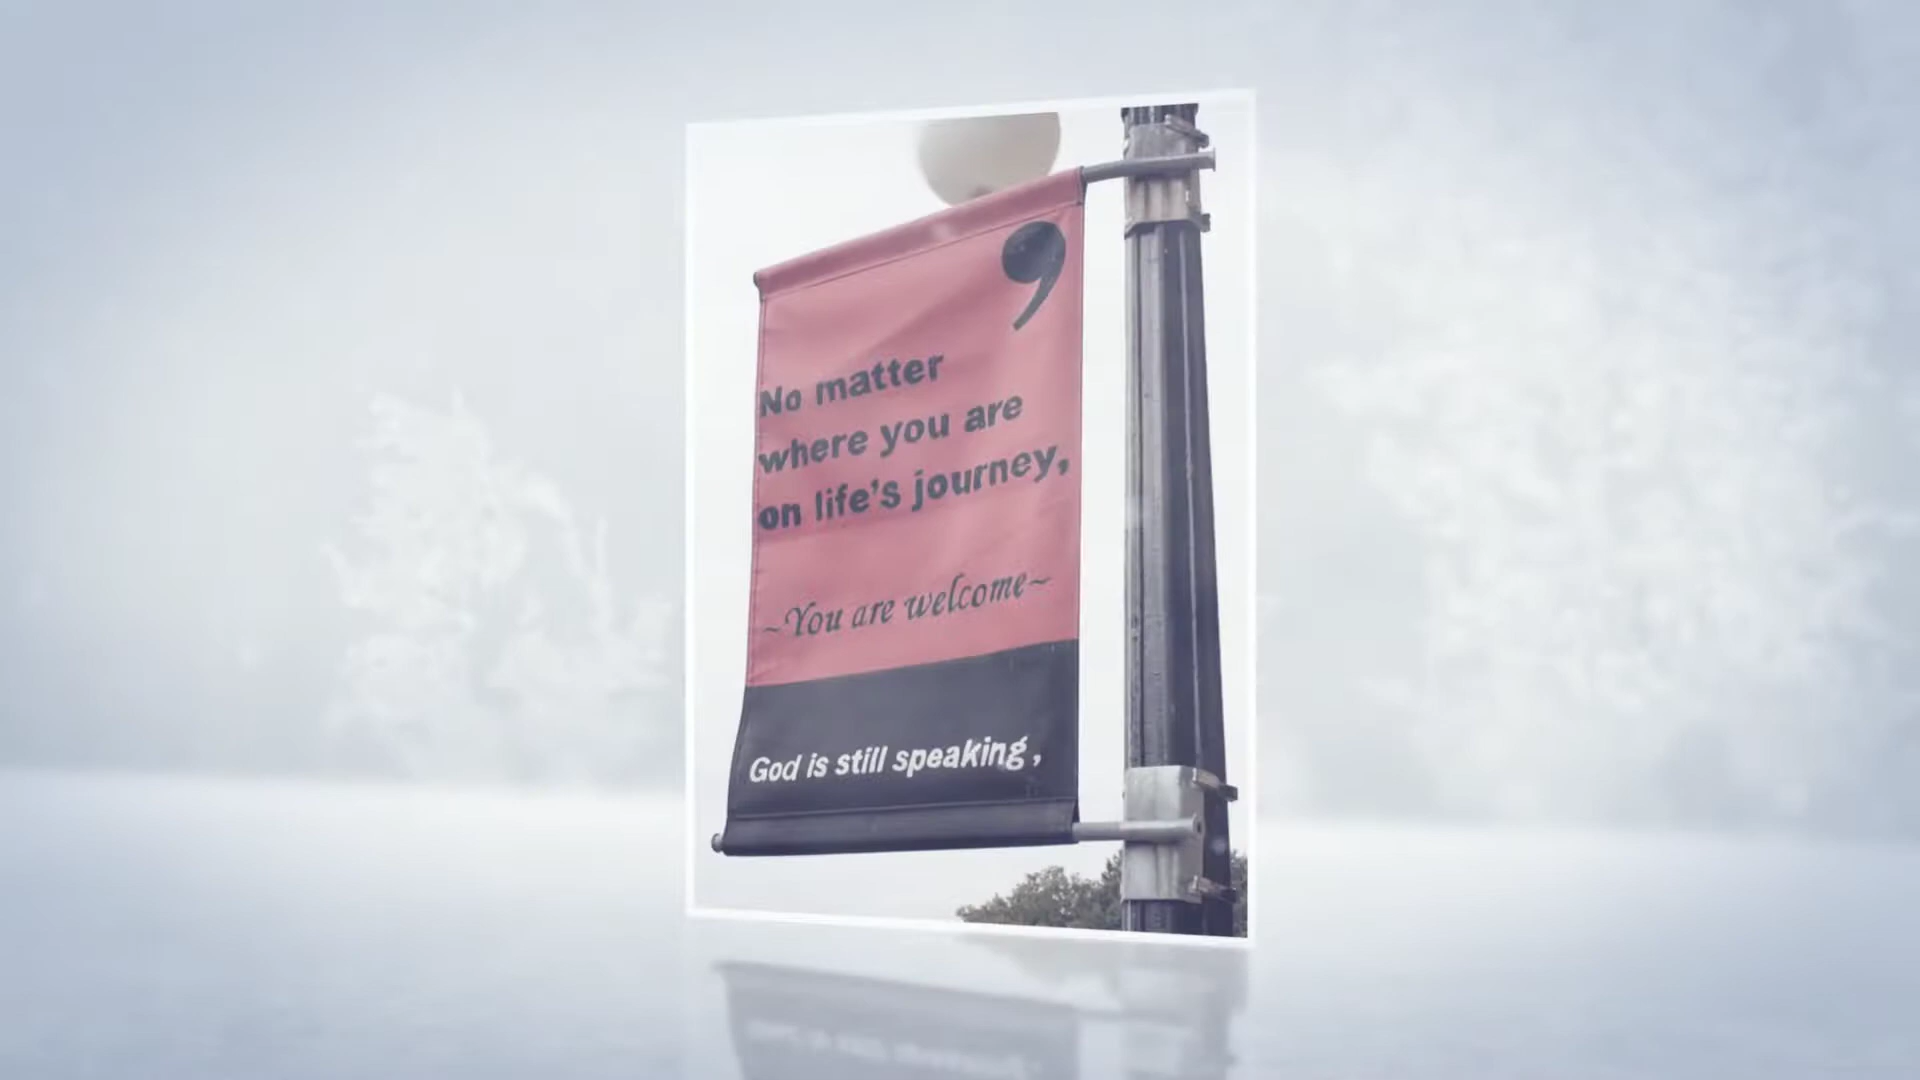 ,
No matter
where you are
on life's journey,
~You are welcome~
God is still speaking,